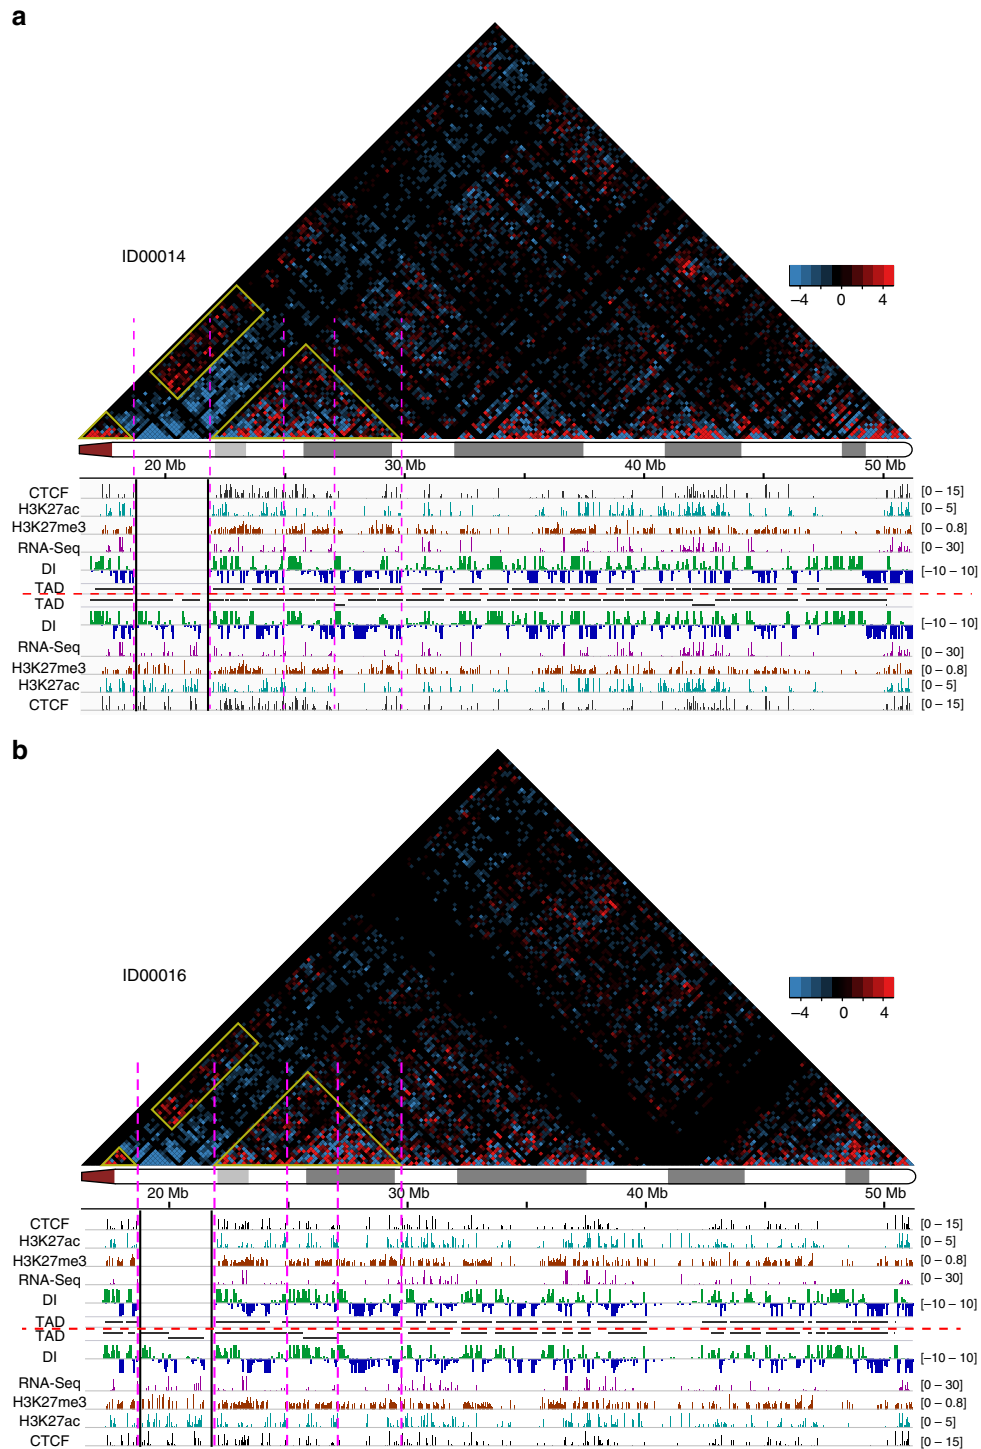 a
ID00014
−4 0 4
20 Mb 30 Mb 40 Mb 50 Mb
CTCF [0 – 15]
H3K27ac [0 – 5]
H3K27me3 [0 – 0.8]
RNA-Seq [0 – 30]
DI [−10 – 10]
TAD
TAD
DI [−10 – 10]
RNA-Seq [0 – 30]
H3K27me3 [0 – 0.8]
H3K27ac [0 – 5]
CTCF [0 – 15]
b
ID00016
−4 0 4
20 Mb 30 Mb 40 Mb 50 Mb
CTCF [0 – 15]
H3K27ac [0 – 5]
H3K27me3 [0 – 0.8]
RNA-Seq [0 – 30]
DI [−10 – 10]
TAD
TAD
DI [−10 – 10]
RNA-Seq [0 – 30]
H3K27me3 [0 – 0.8]
H3K27ac [0 – 5]
CTCF [0 – 15]